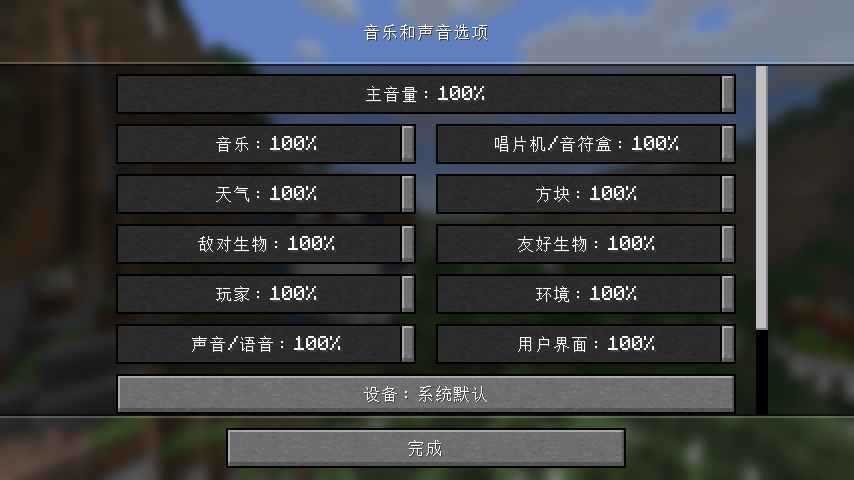 音乐和声音选项
主音量：100%
音乐：100%
唱片机/音符盒：100%
天气：100%
方块：100%
敌对生物：100%
友好生物：100%
玩家：100%
环境：100%
声音/语音：100%
用户界面：100%
设备：系统默认
完成